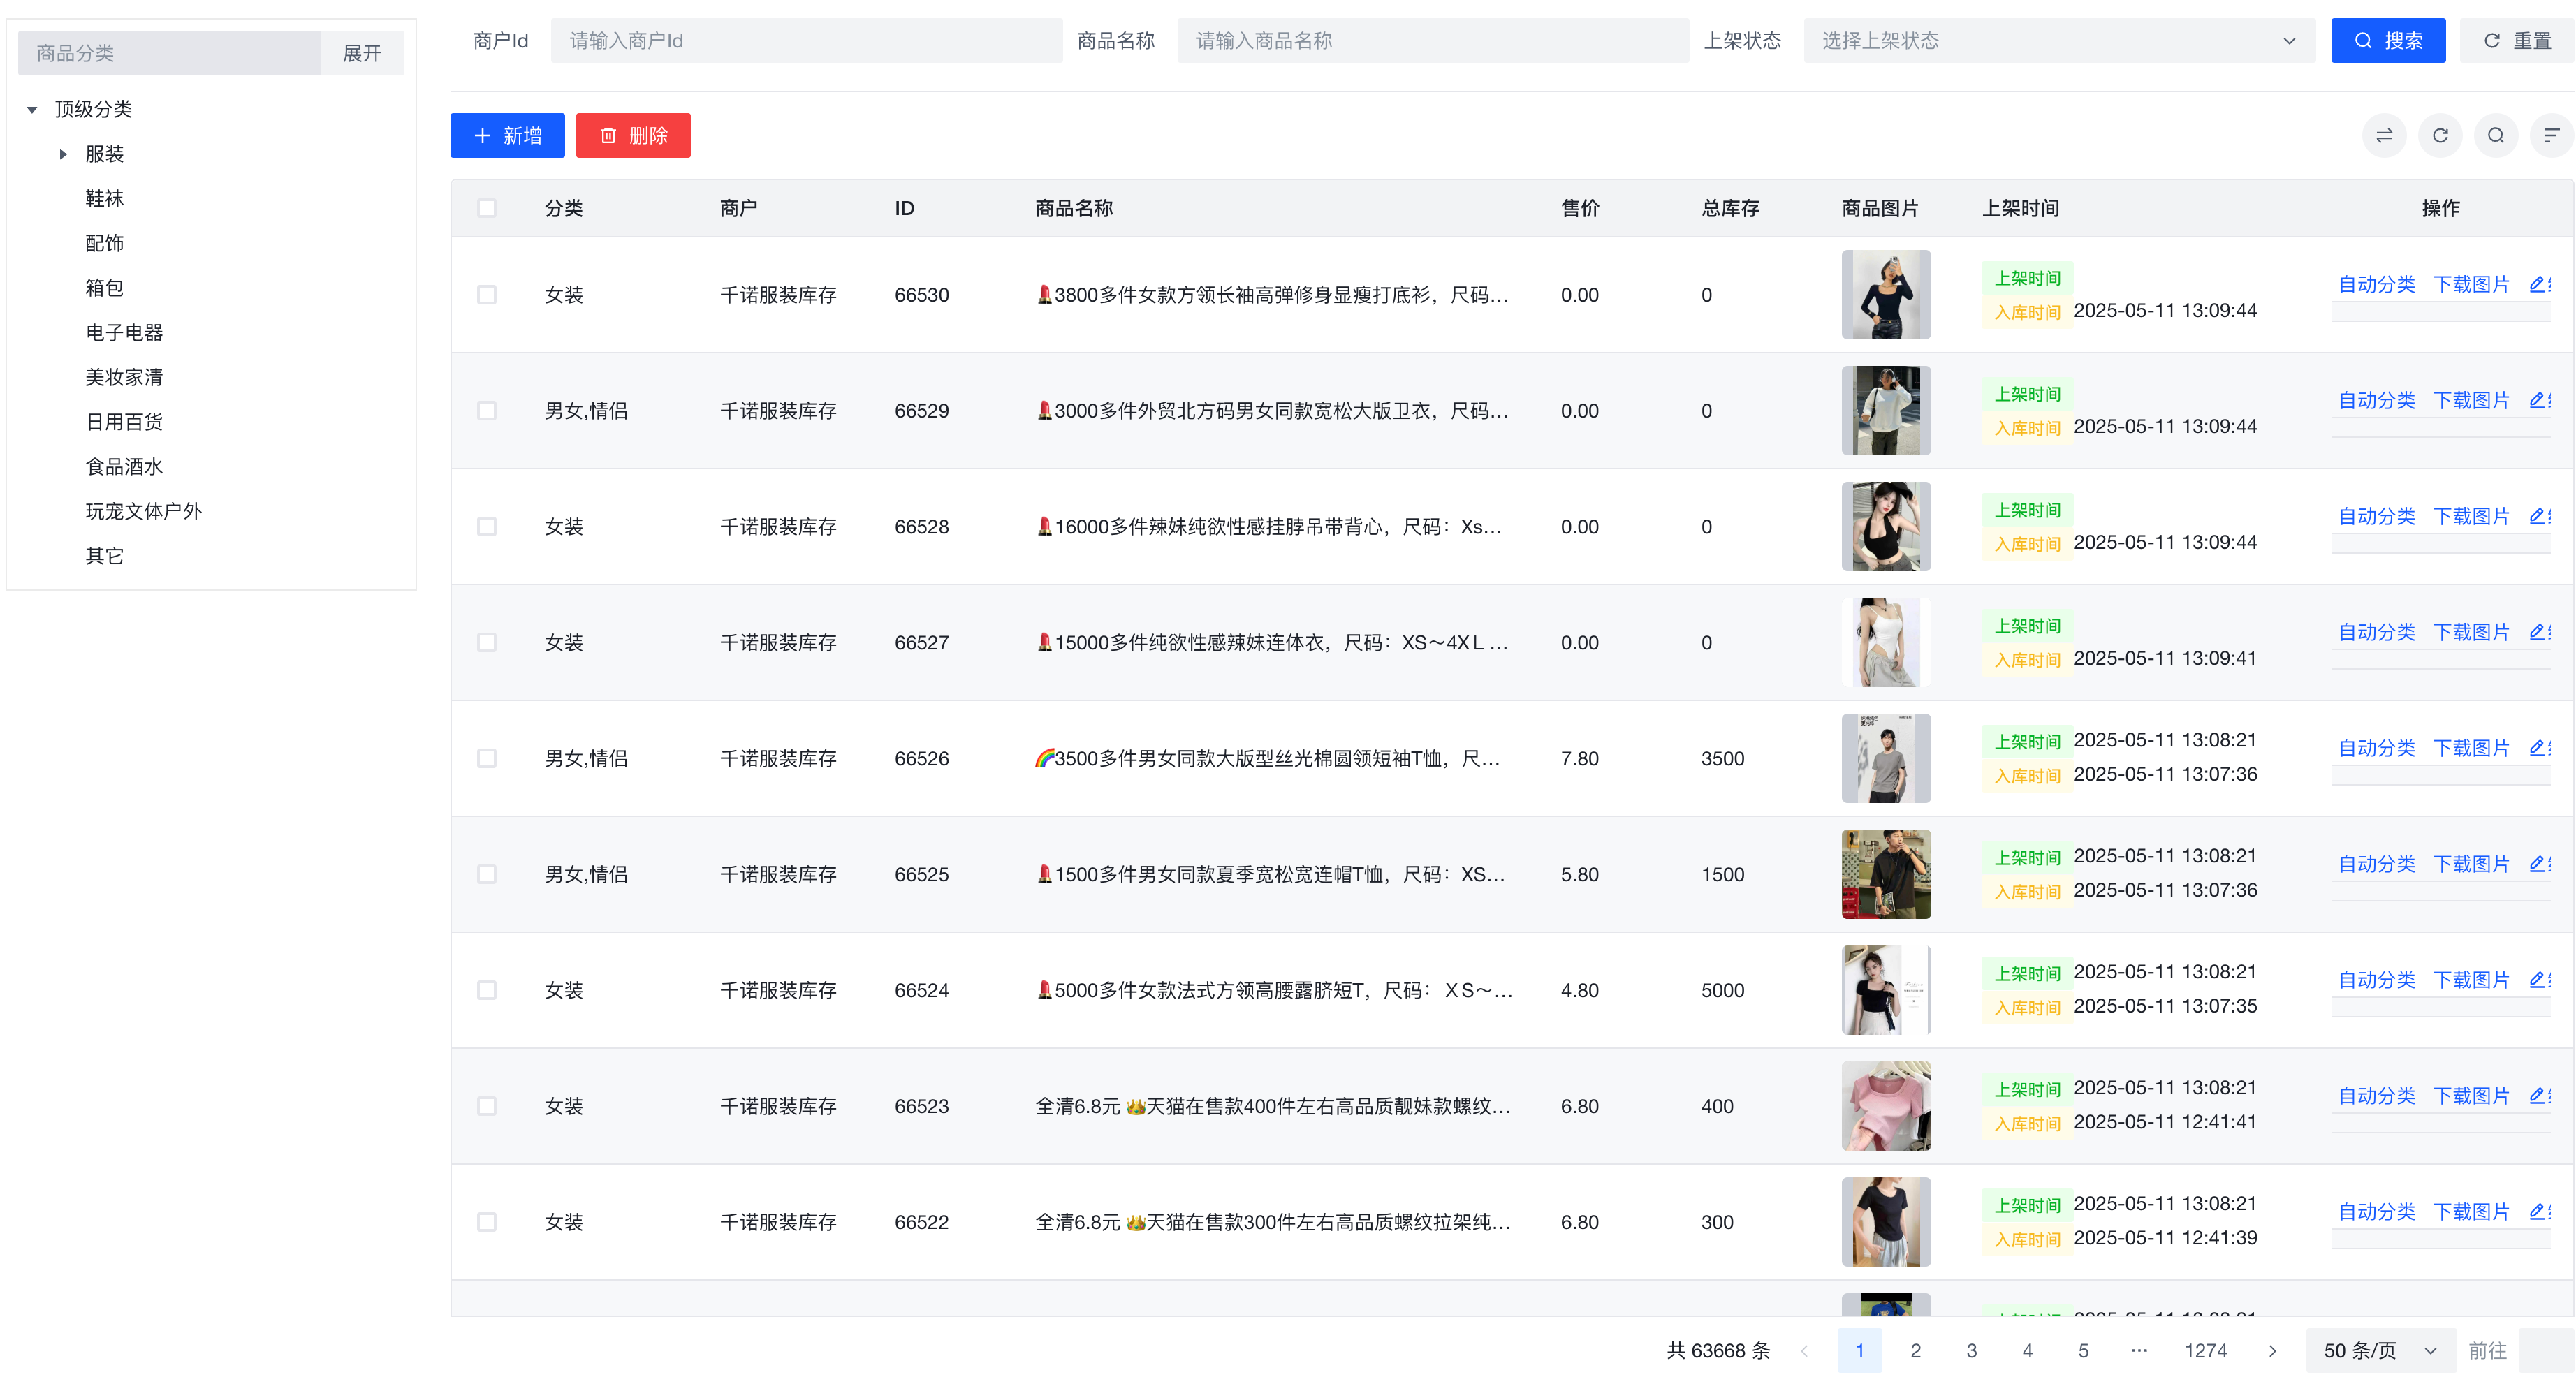 商品分类 展开
顶级分类
服装
鞋袜
配饰
箱包
电子电器
美妆家清
日用百货
食品酒水
玩宠文体户外
其它
商户Id 请输入商户Id 商品名称 请输入商品名称 上架状态 选择上架状态 搜索 重置
新增 删除
分类 商户 ID 商品名称 售价 总库存 商品图片 上架时间 操作
女装 千诺服装库存 66530 💄3800多件女款方领长袖高弹修身显瘦打底衫，尺码... 0.00 0 上架时间 自动分类 下载图片
入库时间 2025-05-11 13:09:44
男女,情侣 千诺服装库存 66529 💄3000多件外贸北方码男女同款宽松大版卫衣，尺码... 0.00 0 上架时间 自动分类 下载图片
入库时间 2025-05-11 13:09:44
女装 千诺服装库存 66528 💄16000多件辣妹纯欲性感挂脖吊带背心，尺码：Xs... 0.00 0 上架时间 自动分类 下载图片
入库时间 2025-05-11 13:09:44
女装 千诺服装库存 66527 💄15000多件纯欲性感辣妹连体衣，尺码：XS～4XＬ... 0.00 0 上架时间 自动分类 下载图片
入库时间 2025-05-11 13:09:41
男女,情侣 千诺服装库存 66526 🌈3500多件男女同款大版型丝光棉圆领短袖T恤，尺... 7.80 3500 上架时间 2025-05-11 13:08:21 自动分类 下载图片
入库时间 2025-05-11 13:07:36
男女,情侣 千诺服装库存 66525 💄1500多件男女同款夏季宽松宽连帽T恤，尺码：XS... 5.80 1500 上架时间 2025-05-11 13:08:21 自动分类 下载图片
入库时间 2025-05-11 13:07:36
女装 千诺服装库存 66524 💄5000多件女款法式方领高腰露脐短T，尺码：ＸS～... 4.80 5000 上架时间 2025-05-11 13:08:21 自动分类 下载图片
入库时间 2025-05-11 13:07:35
女装 千诺服装库存 66523 全清6.8元 👑天猫在售款400件左右高品质靓妹款螺纹... 6.80 400 上架时间 2025-05-11 13:08:21 自动分类 下载图片
入库时间 2025-05-11 12:41:41
女装 千诺服装库存 66522 全清6.8元 👑天猫在售款300件左右高品质螺纹拉架纯... 6.80 300 上架时间 2025-05-11 13:08:21 自动分类 下载图片
入库时间 2025-05-11 12:41:39
共 63668 条 1 2 3 4 5 ··· 1274 50 条/页 前往